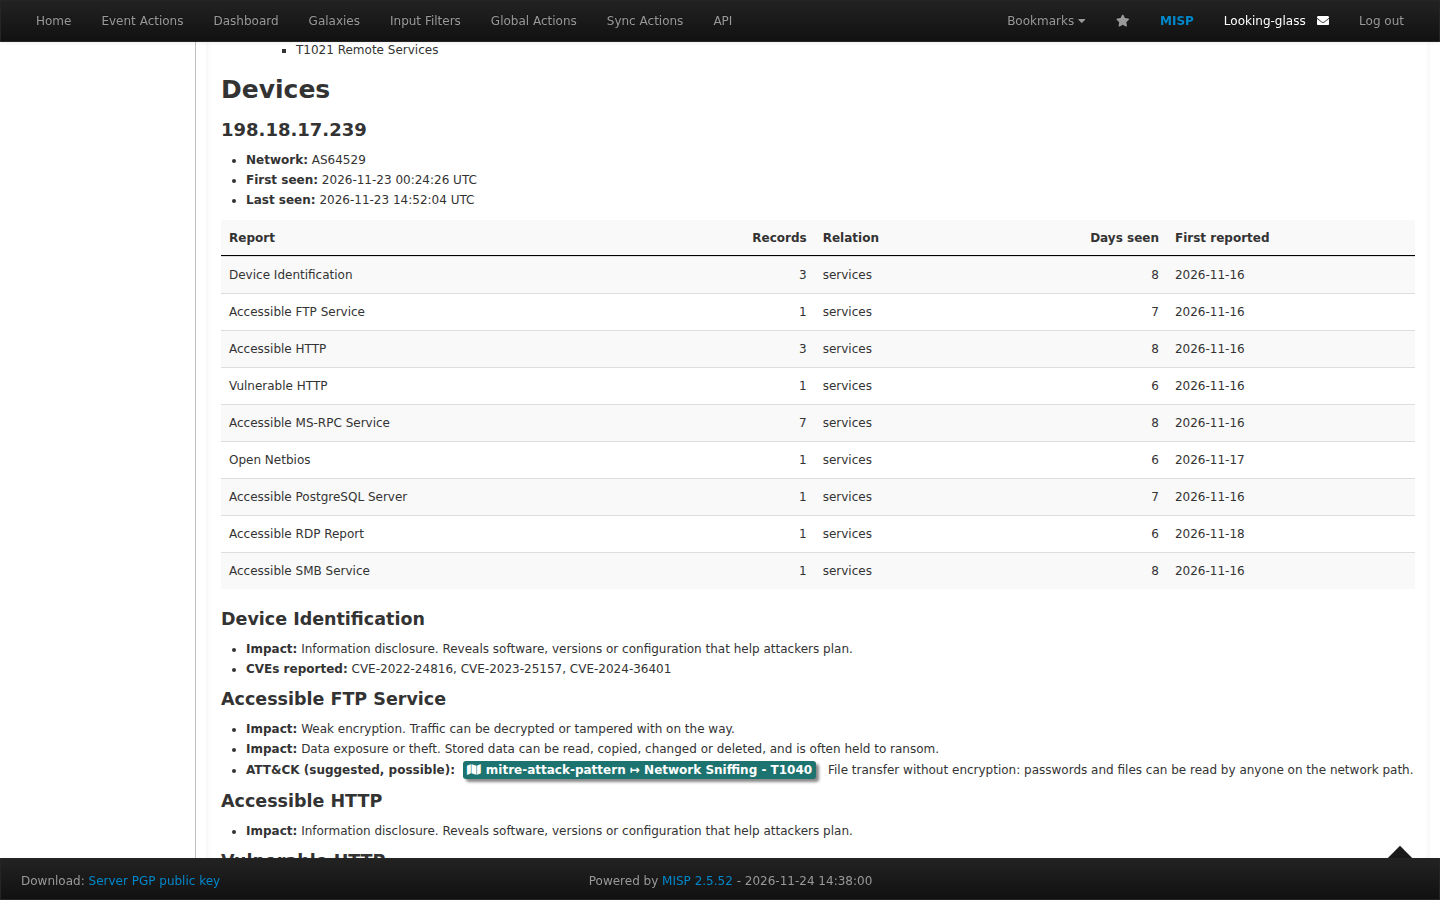 Home Event Actions Dashboard Galaxies Input Filters Global Actions Sync Actions API Bookmarks MISP Looking-glass Log out
T1021 Remote Services
Devices
198.18.17.239
Network: AS64529
First seen: 2026-11-23 00:24:26 UTC
Last seen: 2026-11-23 14:52:04 UTC
Report Records Relation Days seen First reported
Device Identification 3 services 8 2026-11-16
Accessible FTP Service 1 services 7 2026-11-16
Accessible HTTP 3 services 8 2026-11-16
Vulnerable HTTP 1 services 6 2026-11-16
Accessible MS-RPC Service 7 services 8 2026-11-16
Open Netbios 1 services 6 2026-11-17
Accessible PostgreSQL Server 1 services 7 2026-11-16
Accessible RDP Report 1 services 6 2026-11-18
Accessible SMB Service 1 services 8 2026-11-16
Device Identification
Impact: Information disclosure. Reveals software, versions or configuration that help attackers plan.
CVEs reported: CVE-2022-24816, CVE-2023-25157, CVE-2024-36401
Accessible FTP Service
Impact: Weak encryption. Traffic can be decrypted or tampered with on the way.
Impact: Data exposure or theft. Stored data can be read, copied, changed or deleted, and is often held to ransom.
ATT&CK (suggested, possible): mitre-attack-pattern ↦ Network Sniffing - T1040 File transfer without encryption: passwords and files can be read by anyone on the network path.
Accessible HTTP
Impact: Information disclosure. Reveals software, versions or configuration that help attackers plan.
Vulnerable HTTP
Download: Server PGP public key Powered by MISP 2.5.52 - 2026-11-24 14:38:00